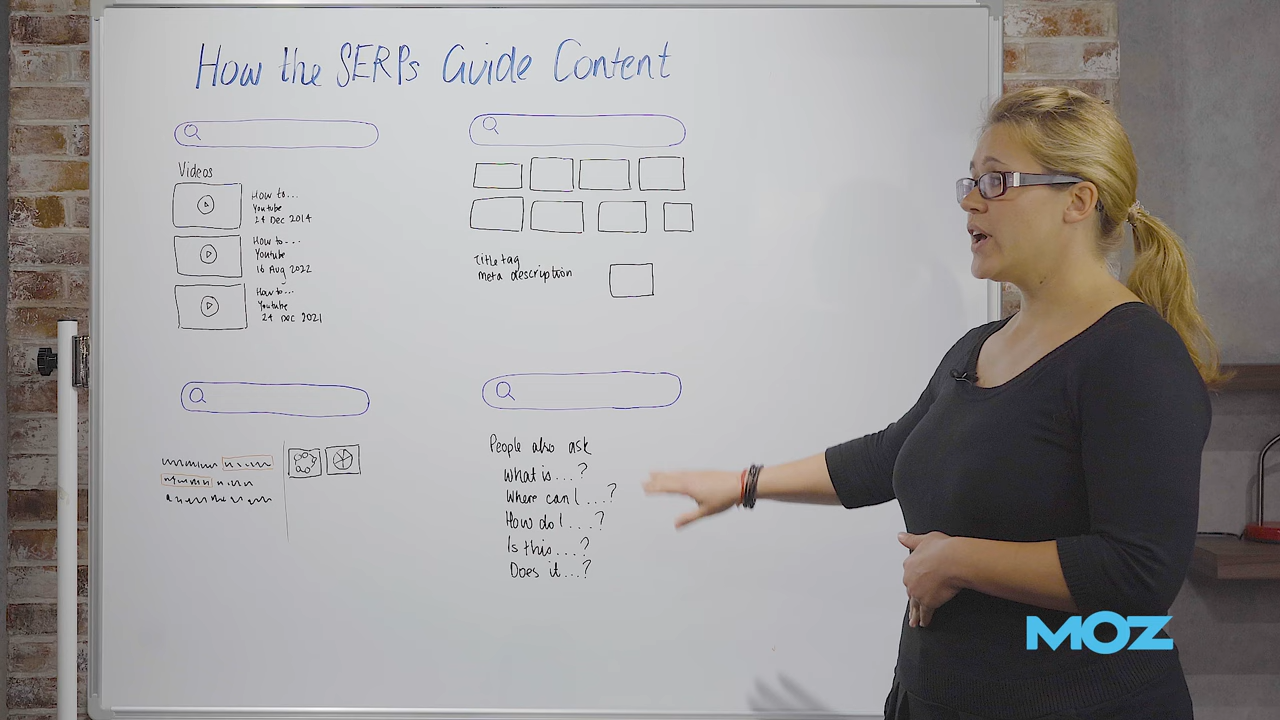 How the SERPs Guide Content
Videos
How to...
Youtube
24 Dec 2014
How to....
Youtube
16 Aug 2022
How to...
Youtube
24 Dec 2021
Title tag
meta description
People also ask
What is...?
Where can I ...?
How do I ....?
Is this....?
Does it...?
MOZ